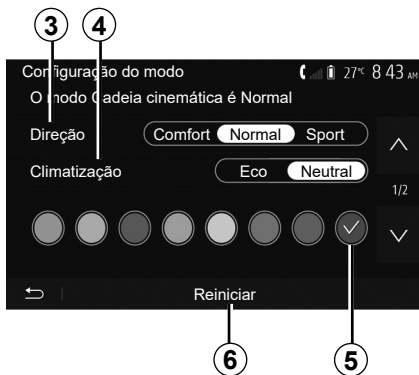 3 4
Configuração do modo 27°C 8 43 AM
O modo Cadeia cinemática é Normal
Direção Comfort Normal Sport
Climatização Eco Neutral
1/2
Reiniciar
6 5